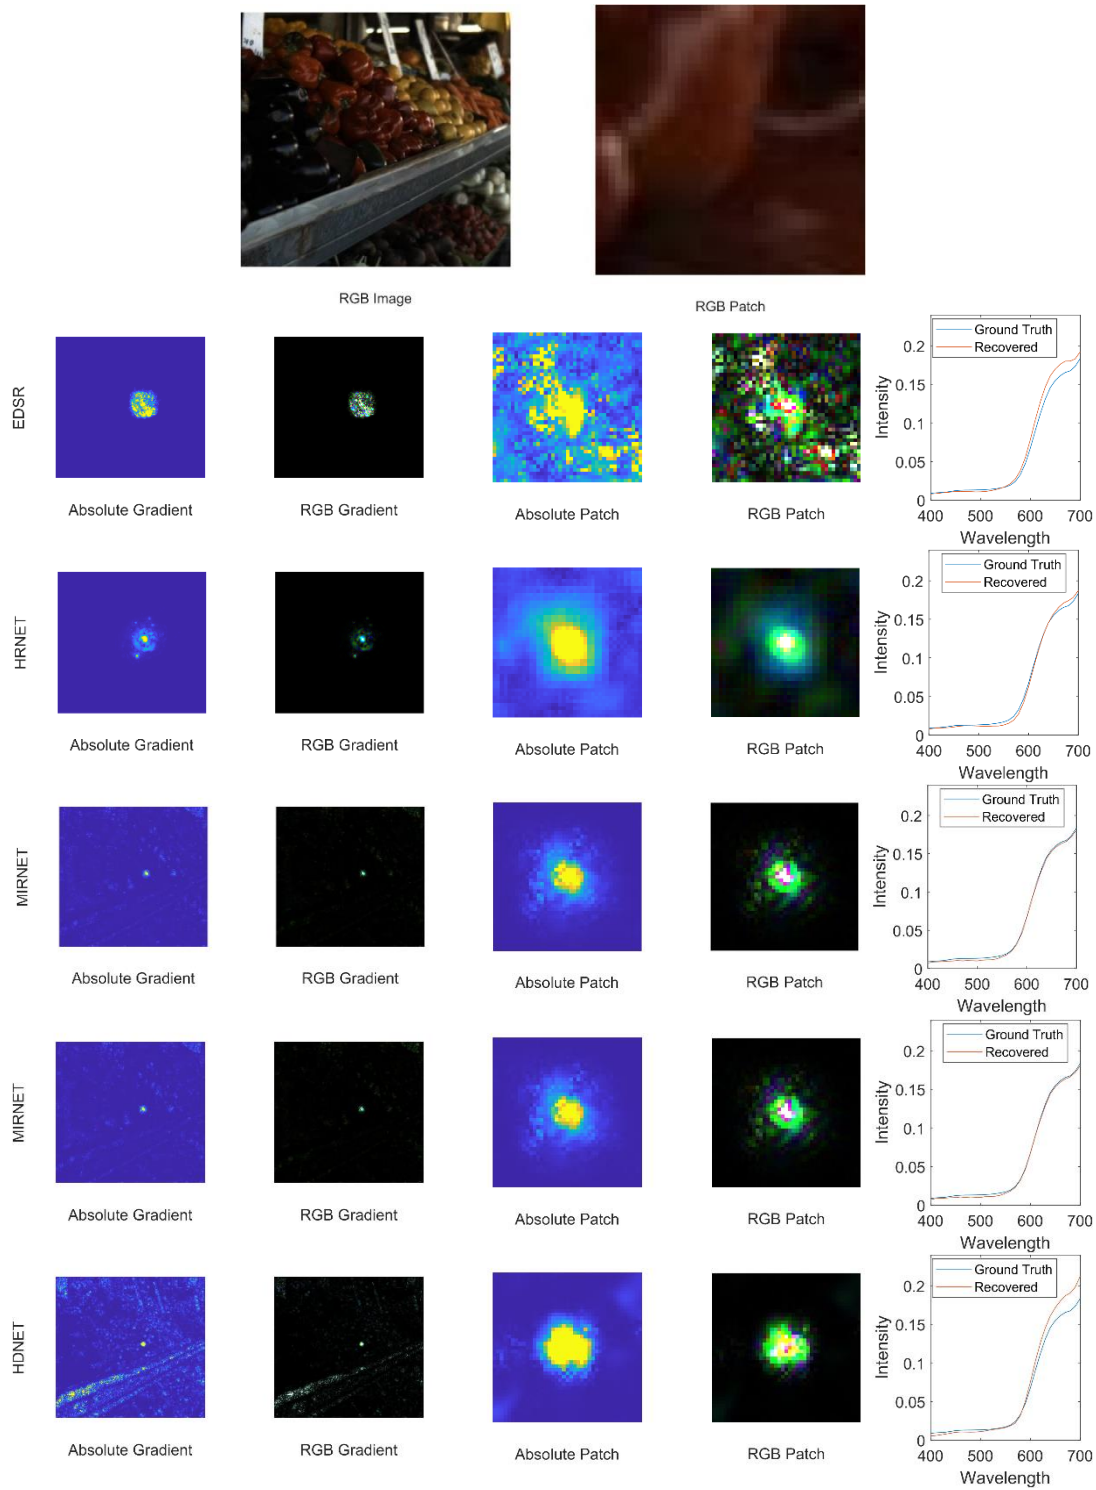 RGB Image
RGB Patch
EDSR
Absolute Gradient
RGB Gradient
Absolute Patch
RGB Patch
Ground Truth
Recovered
0.2
0.15
0.1
0.05
0
Intensity
400 500 600 700
Wavelength
HRNET
Absolute Gradient
RGB Gradient
Absolute Patch
RGB Patch
Ground Truth
Recovered
0.2
0.15
0.1
0.05
0
Intensity
400 500 600 700
Wavelength
MIRNET
Absolute Gradient
RGB Gradient
Absolute Patch
RGB Patch
Ground Truth
Recovered
0.2
0.15
0.1
0.05
0
Intensity
400 500 600 700
Wavelength
MIRNET
Absolute Gradient
RGB Gradient
Absolute Patch
RGB Patch
Ground Truth
Recovered
0.2
0.15
0.1
0.05
0
Intensity
400 500 600 700
Wavelength
HDNET
Absolute Gradient
RGB Gradient
Absolute Patch
RGB Patch
Ground Truth
Recovered
0.2
0.15
0.1
0.05
0
Intensity
400 500 600 700
Wavelength